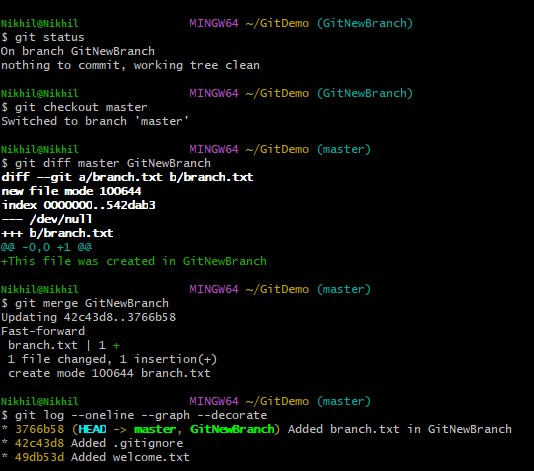 Nikhil@Nikhil MINGW64 ~/GitDemo (GitNewBranch)
$ git status
On branch GitNewBranch
nothing to commit, working tree clean
Nikhil@Nikhil MINGW64 ~/GitDemo (GitNewBranch)
$ git checkout master
Switched to branch 'master'
Nikhil@Nikhil MINGW64 ~/GitDemo (master)
$ git diff master GitNewBranch
diff --git a/branch.txt b/branch.txt
new file mode 100644
index 0000000..542dab3
--- /dev/null
+++ b/branch.txt
@@ -0,0 +1 @@
+This file was created in GitNewBranch
Nikhil@Nikhil MINGW64 ~/GitDemo (master)
$ git merge GitNewBranch
Updating 42c43d8..3766b58
Fast-forward
branch.txt | 1 +
1 file changed, 1 insertion(+)
create mode 100644 branch.txt
Nikhil@Nikhil MINGW64 ~/GitDemo (master)
$ git log --oneline --graph --decorate
* 3766b58 (HEAD -> master, GitNewBranch) Added branch.txt in GitNewBranch
* 42c43d8 Added .gitignore
* 49db53d Added welcome.txt